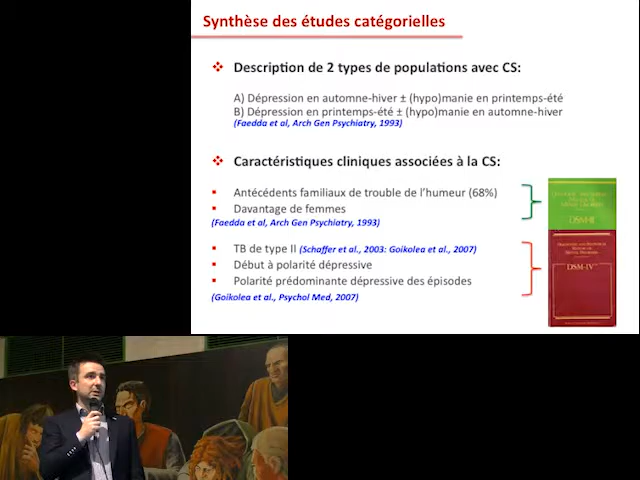 Synthèse des études catégorielles
❖ Description de 2 types de populations avec CS:
A) Dépression en automne-hiver ± (hypo)manie en printemps-été
B) Dépression en printemps-été ± (hypo)manie en automne-hiver
(Faedda et al, Arch Gen Psychiatry, 1993)
❖ Caractéristiques cliniques associées à la CS:
▪ Antécédents familiaux de trouble de l’humeur (68%)
▪ Davantage de femmes
(Faedda et al, Arch Gen Psychiatry, 1993)
▪ TB de type II (Schaffer et al., 2003: Goikolea et al., 2007)
▪ Début à polarité dépressive
▪ Polarité prédominante dépressive des épisodes
(Goikolea et al., Psychol Med, 2007)
DSM-II
DSM-IV